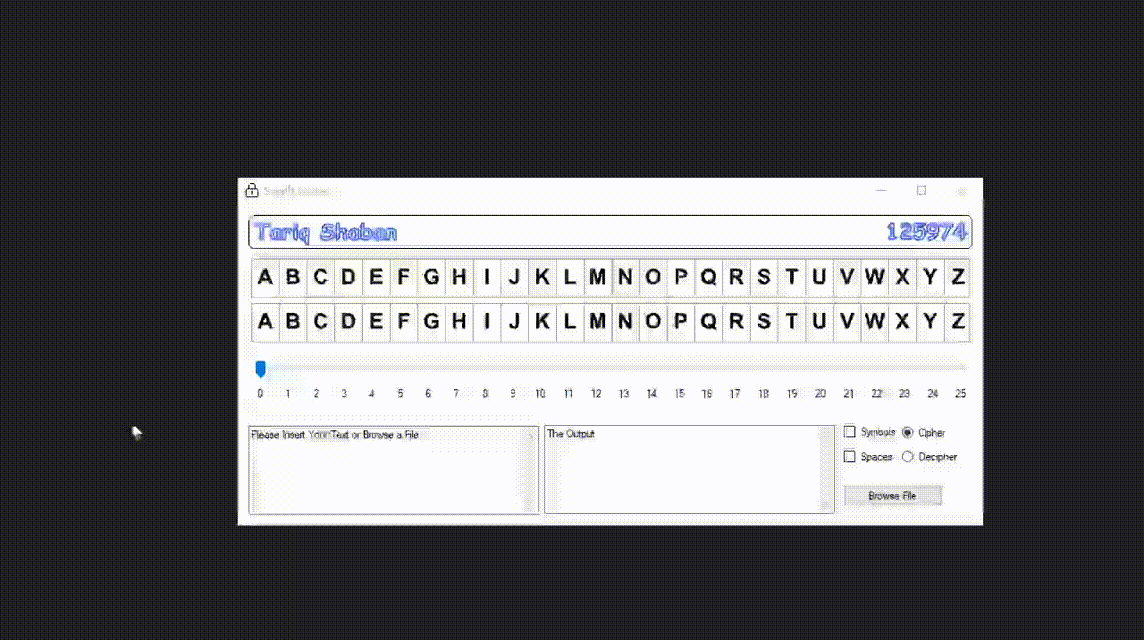 Tariq Shaban 125974
A B C D E F G H I J K L M N O P Q R S T U V W X Y Z
A B C D E F G H I J K L M N O P Q R S T U V W X Y Z
0 1 2 3 4 5 6 7 8 9 10 11 12 13 14 15 16 17 18 19 20 21 22 23 24 25
Please Insert Your Text or Browse a File
The Output
Symbols Cipher
Spaces Decipher
Browse File